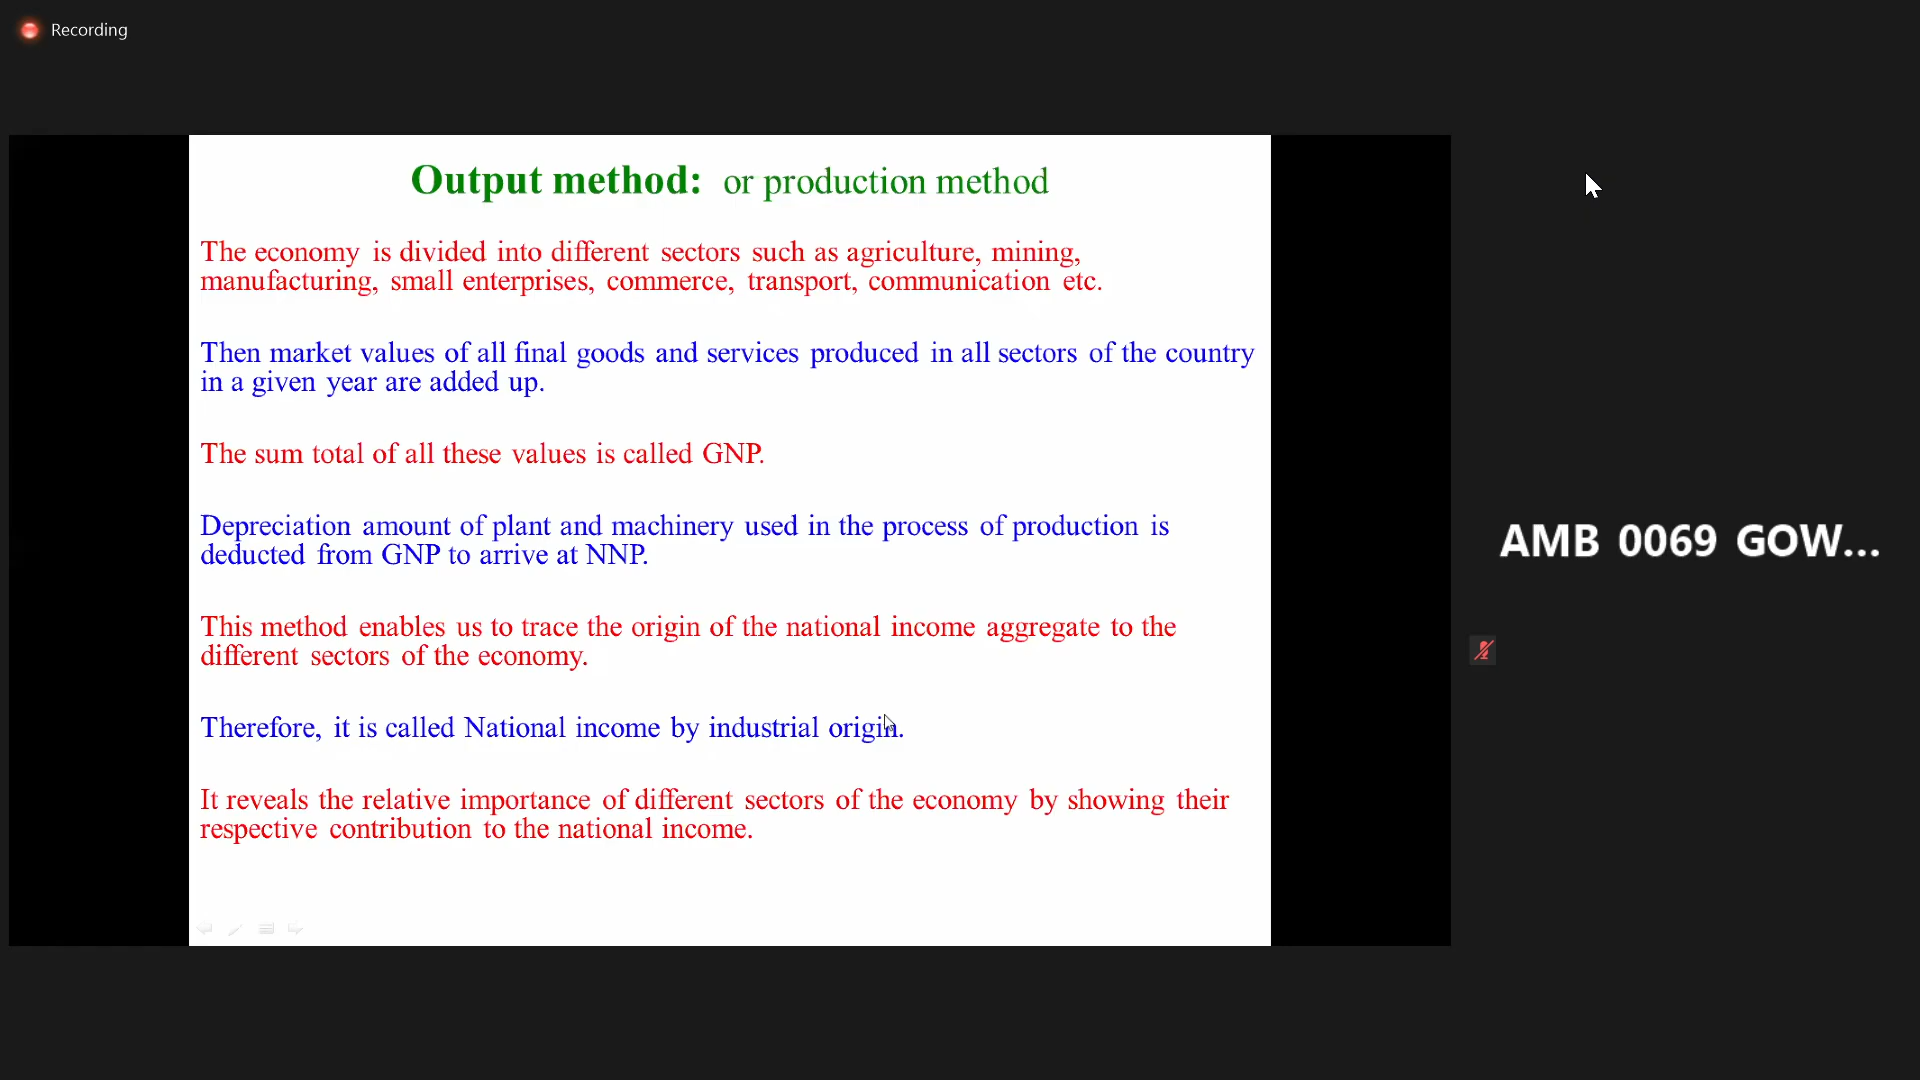 Recording
Output method: or production method
The economy is divided into different sectors such as agriculture, mining,
manufacturing, small enterprises, commerce, transport, communication etc.
Then market values of all final goods and services produced in all sectors of the country
in a given year are added up.
The sum total of all these values is called GNP.
Depreciation amount of plant and machinery used in the process of production is
deducted from GNP to arrive at NNP.
This method enables us to trace the origin of the national income aggregate to the
different sectors of the economy.
Therefore, it is called National income by industrial origin.
It reveals the relative importance of different sectors of the economy by showing their
respective contribution to the national income.
AMB 0069 GOW...